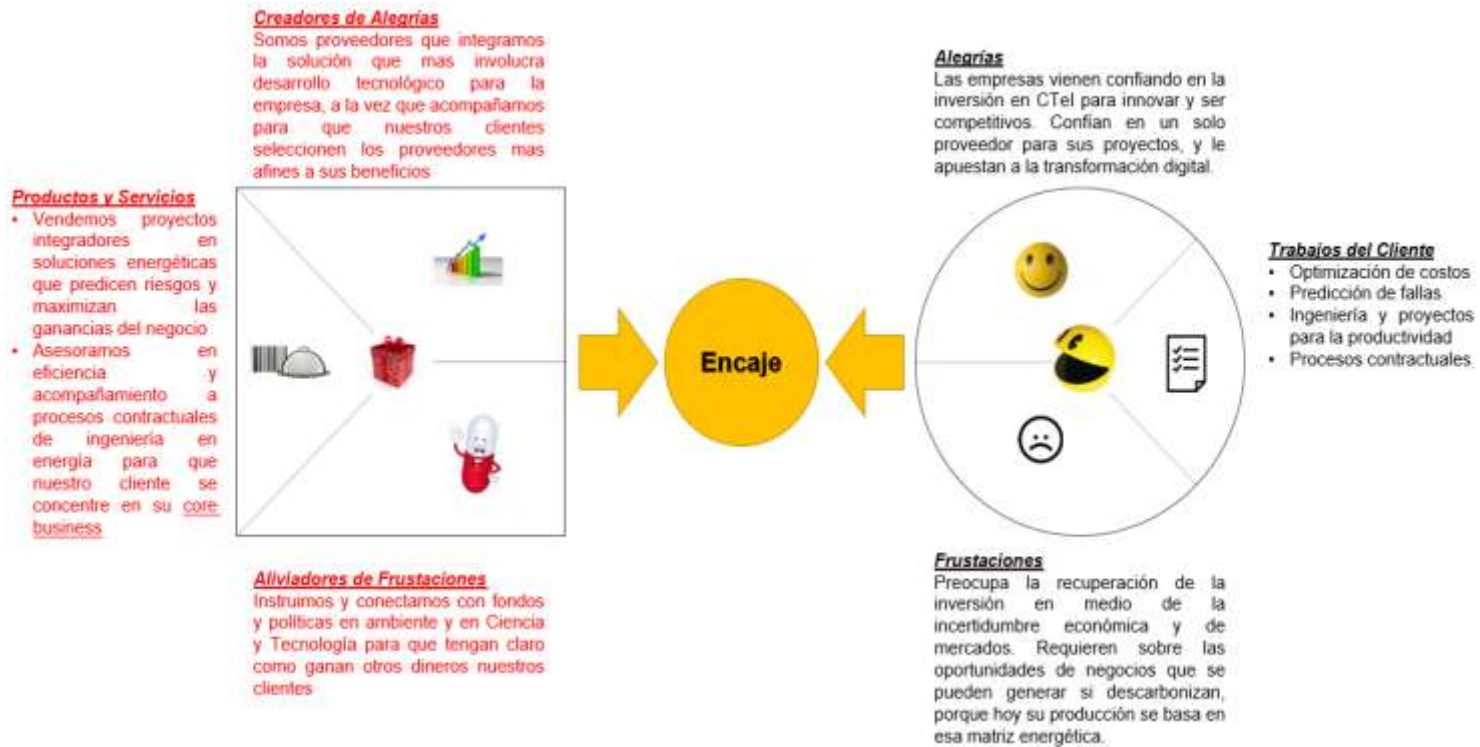 Creadores de Alegrías
Somos proveedores que integramos
la solución que mas involucra
desarrollo tecnológico para la
empresa, a la vez que acompañamos
para que nuestros clientes
seleccionen los proveedores mas
afines a sus beneficios
Productos y Servicios
• Vendemos proyectos
integradores en
soluciones energéticas
que predicen riesgos y
maximizan las
ganancias del negocio
• Asesoramos en
eficiencia y
acompañamiento a
procesos contractuales
de ingeniería en
energía para que
nuestro cliente se
concentre en su core
business
Aliviadores de Frustaciones
Instruimos y conectamos con fondos
y políticas en ambiente y en Ciencia
y Tecnología para que tengan claro
como ganan otros dineros nuestros
clientes
Encaje
Alegrías
Las empresas vienen confiando en la
inversión en CTeI para innovar y ser
competitivos. Confían en un solo
proveedor para sus proyectos, y le
apuestan a la transformación digital.
Trabajos del Cliente
• Optimización de costos
• Predicción de fallas
• Ingeniería y proyectos
para la productividad
• Procesos contractuales
Frustaciones
Preocupa la recuperación de la
inversión en medio de la
incertidumbre económica y de
mercados. Requieren sobre las
oportunidades de negocios que se
pueden generar si descarbonizan,
porque hoy su producción se basa en
esa matriz energética.